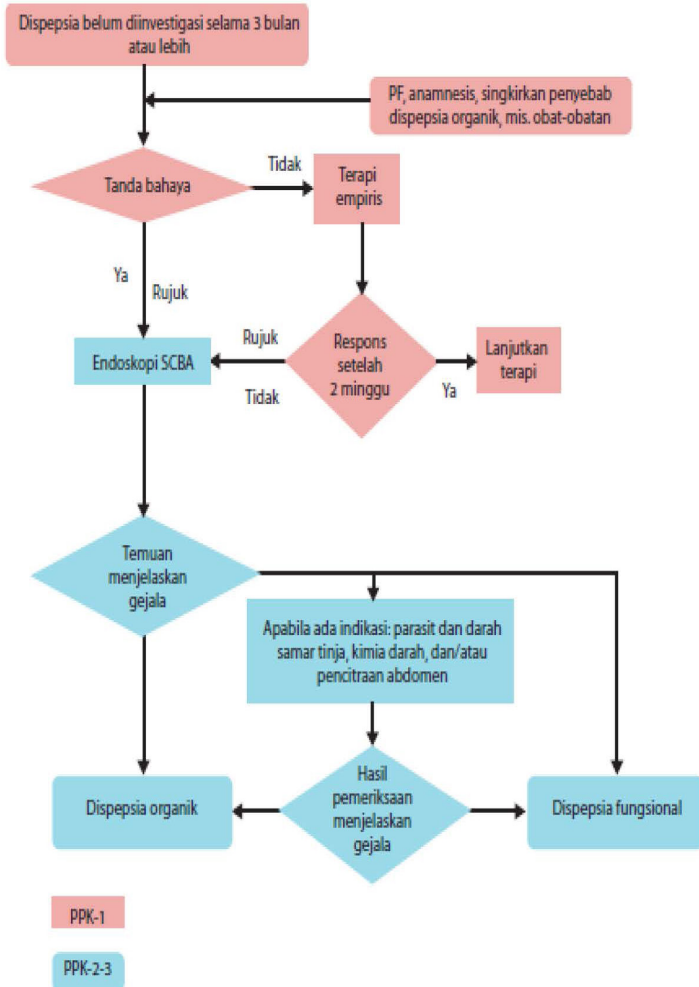 Dispepsia belum diinvestigasi selama 3 bulan
atau lebih
PF, anamnesis, singkirkan penyebab
dispepsia organik, mis. obat-obatan
Tanda bahaya
Tidak
Terapi
empiris
Ya
Rujuk
Endoskopi SCBA
Rujuk
Tidak
Respons
setelah
2 minggu
Ya
Lanjutkan
terapi
Temuan
menjelaskan
gejala
Apabila ada indikasi: parasit dan darah
samar tinja, kimia darah, dan/atau
pencitraan abdomen
Dispepsia organik
Hasil
pemeriksaan
menjelaskan
gejala
Dispepsia fungsional
PPK-1
PPK-2-3